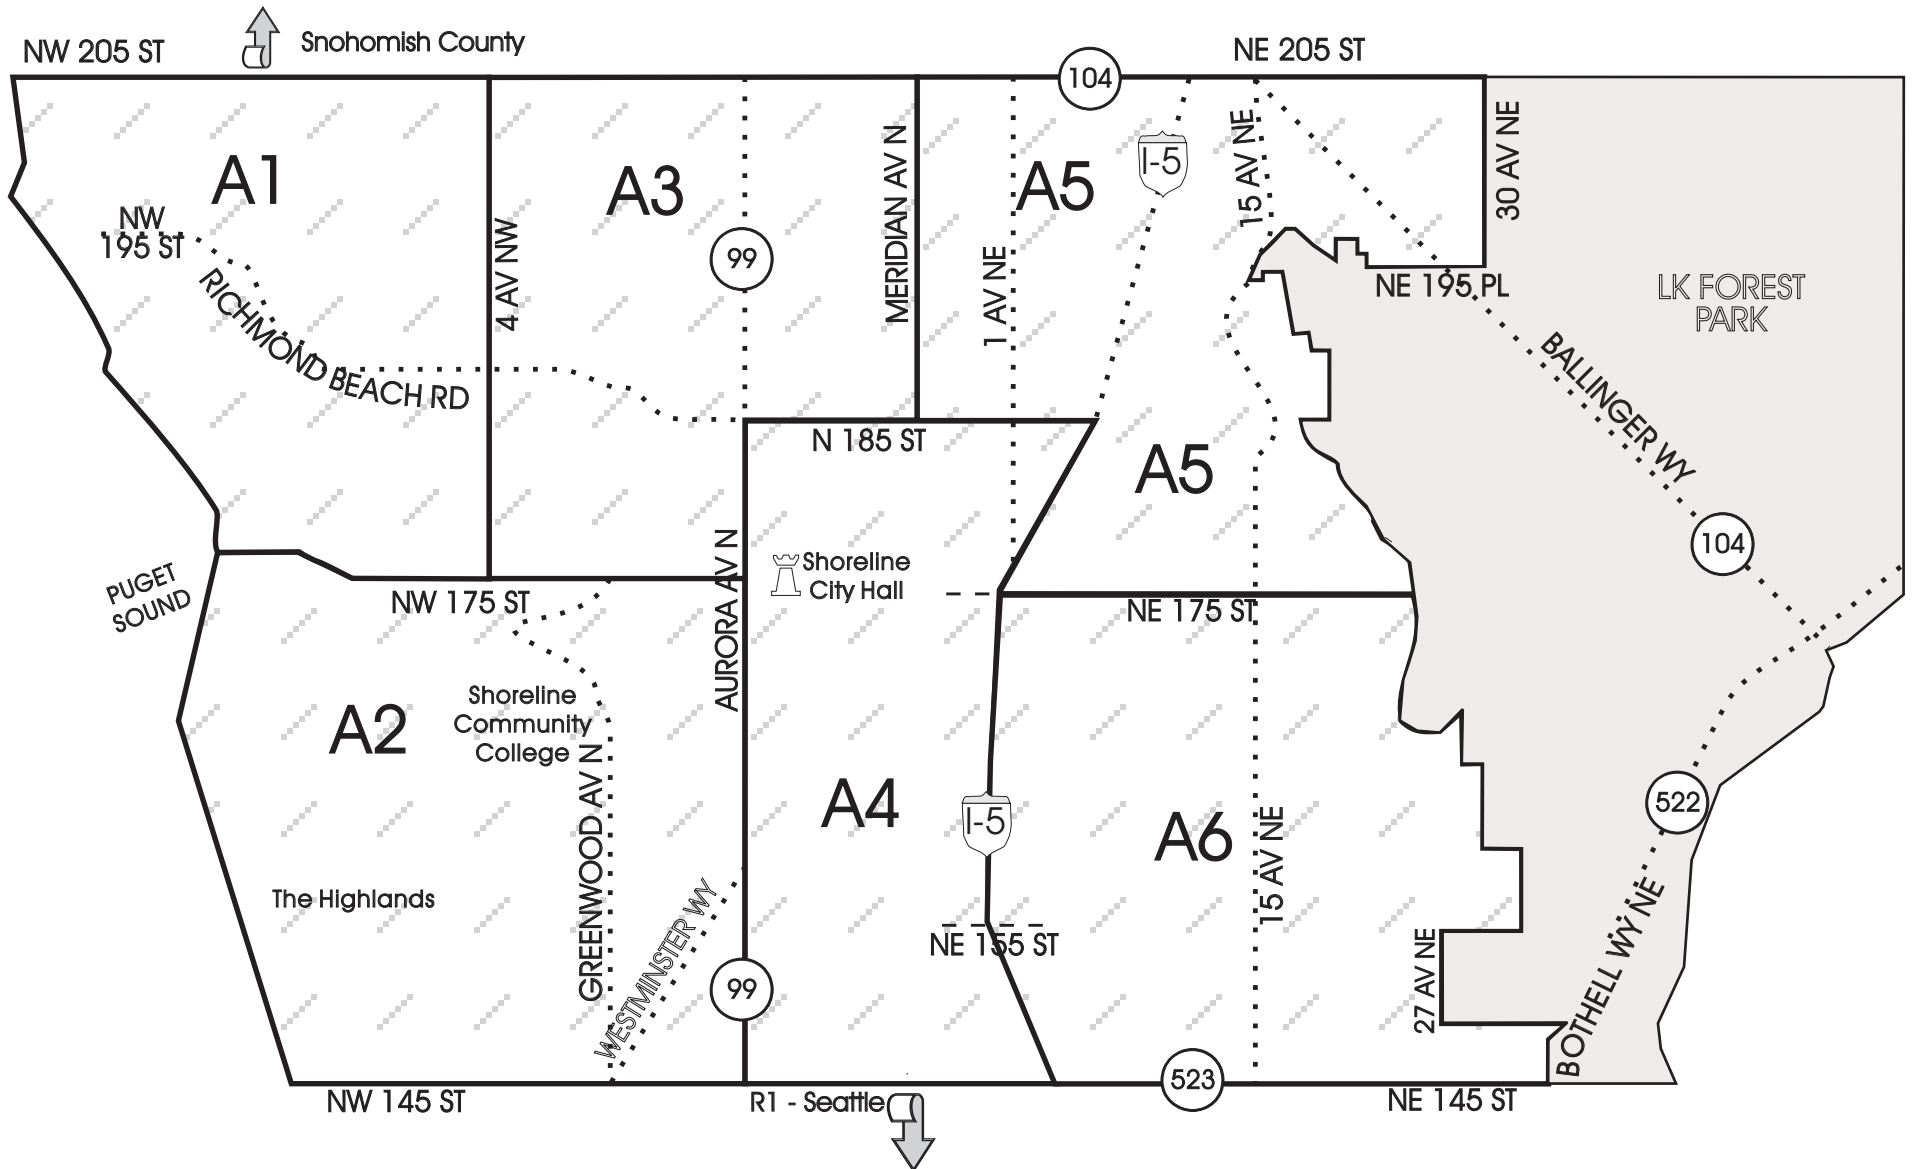 NW 205 ST
Snohomish County
NE 205 ST
104
A1
A3
MERIDIAN AV N
A5
I-5
15 AV NE
30 AV NE
NW
195 ST
4 AV NW
99
1 AV NE
RICHMOND BEACH RD
NE 195 PL
LK FOREST
PARK
BALLINGER WY
N 185 ST
A5
104
AURORA AV N
Shoreline
City Hall
PUGET
SOUND
NW 175 ST
NE 175 ST
A2
Shoreline
Community
College
GREENWOOD AV N
A4
I-5
A6
15 AV NE
522
The Highlands
WESTMINSTER WY
NE 155 ST
27 AV NE
BOTHELL WY NE
99
523
NW 145 ST
R1 - Seattle
NE 145 ST